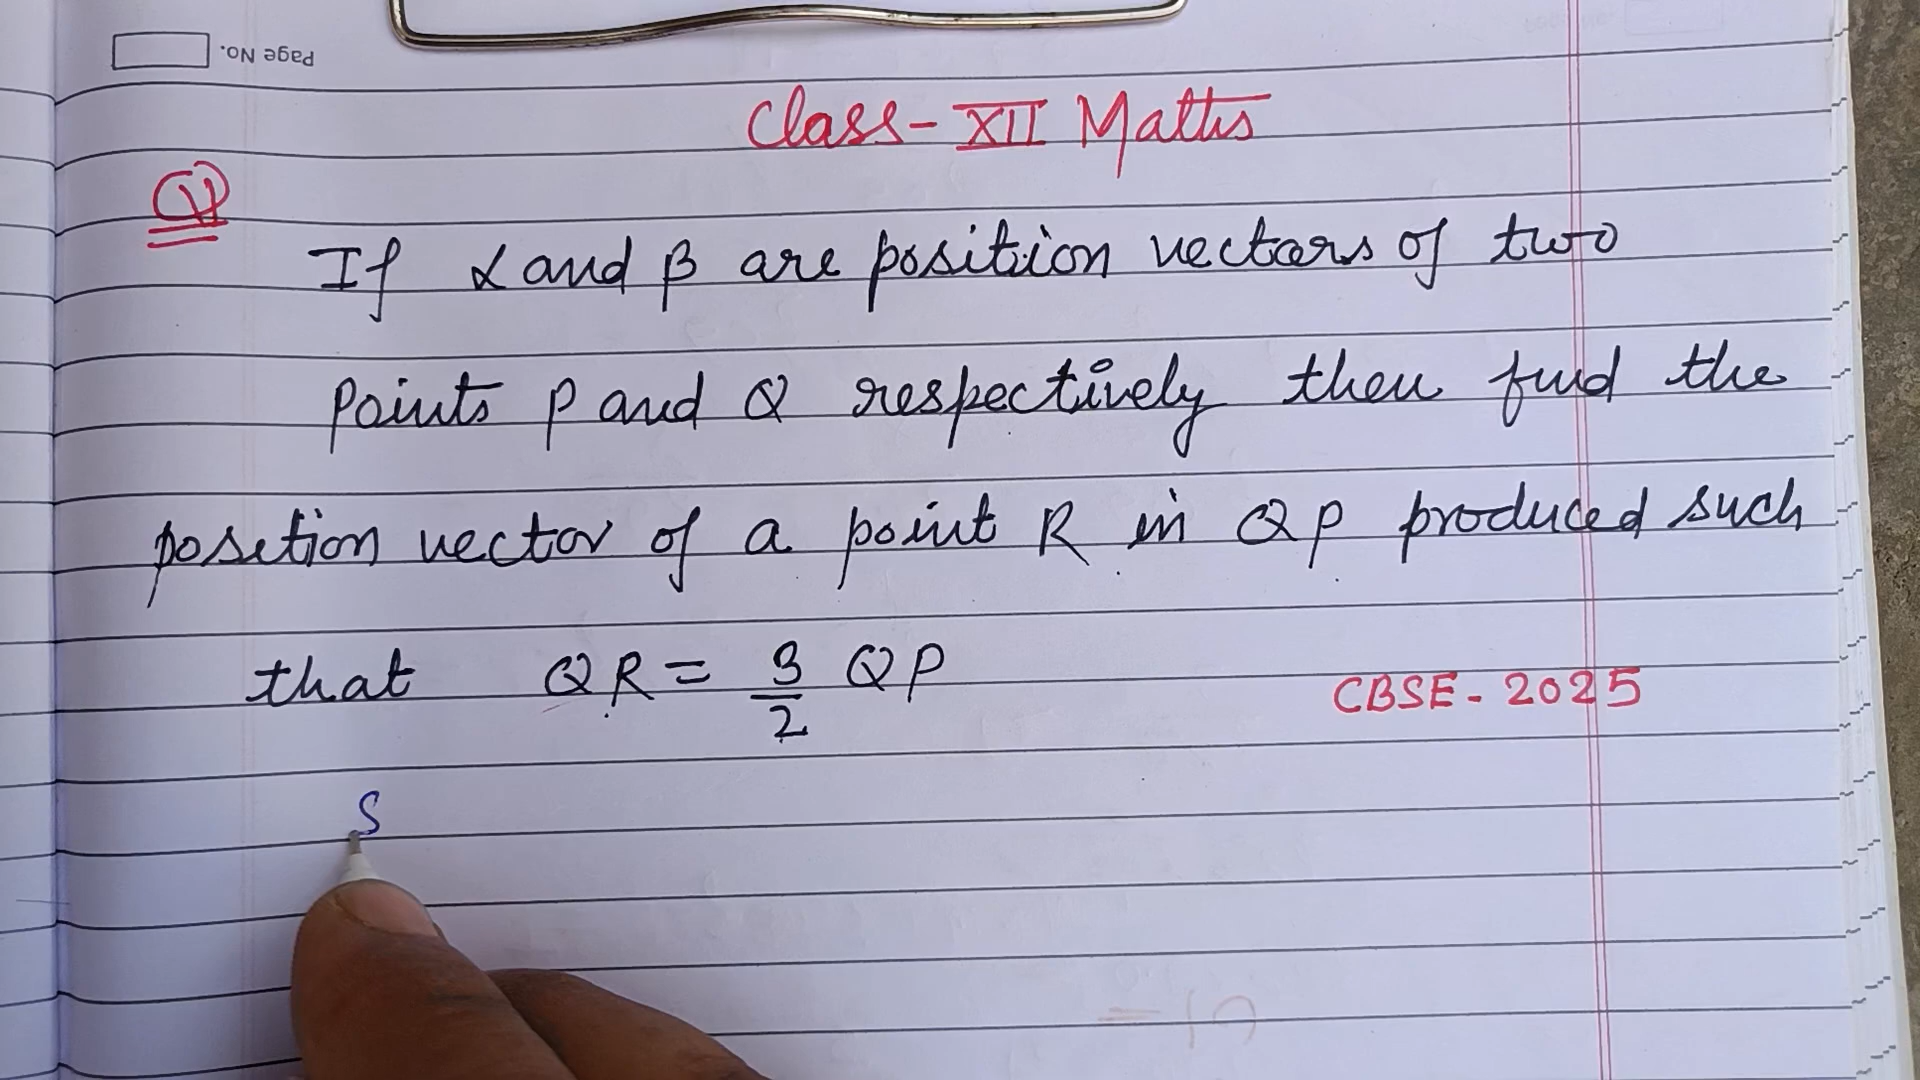 Page No.
Class-XII Maths
Q
If α and β are position vectors of two
points P and Q respectively then find the
position vector of a point R in QP produced such
that QR = 3/2 QP
CBSE-2025
S